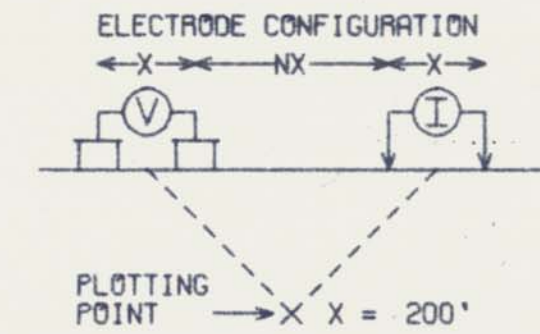 ELECTRODE CONFIGURATION
X NX X
V I
PLOTTING
POINT X X = 200'